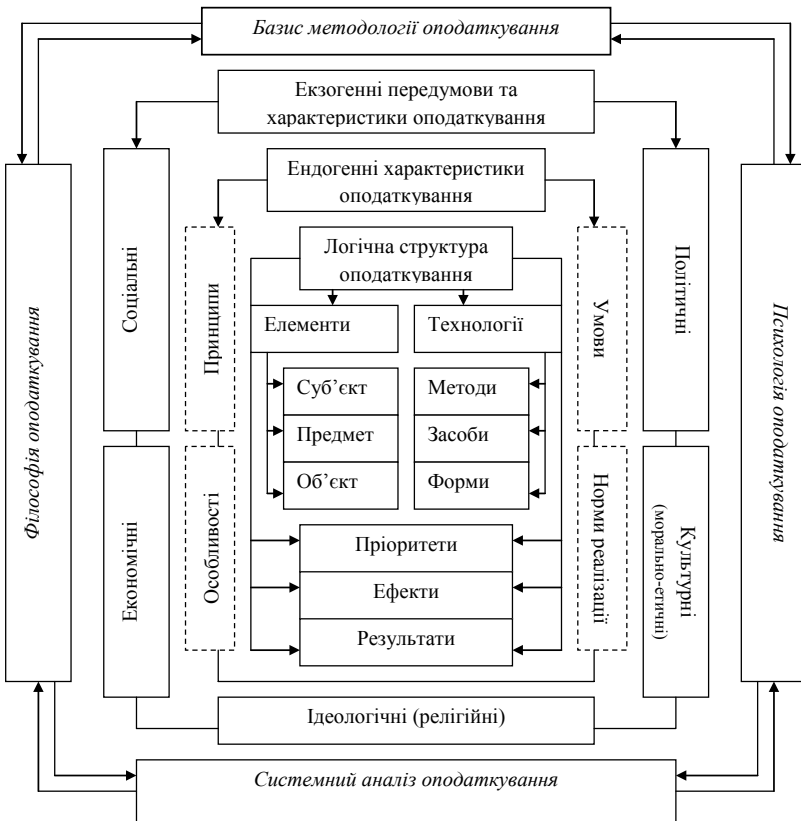 Базис методології оподаткування
Екзогенні передумови та
характеристики оподаткування
Ендогенні характеристики
оподаткування
Логічна структура
оподаткування
Філософія оподаткування
Соціальні
Економічні
Принципи
Особливості
Елементи
Суб’єкт
Предмет
Об’єкт
Технології
Методи
Засоби
Форми
Пріоритети
Ефекти
Результати
Умови
Норми реалізації
Політичні
Культурні
(морально-етичні)
Психологія оподаткування
Ідеологічні (релігійні)
Системний аналіз оподаткування